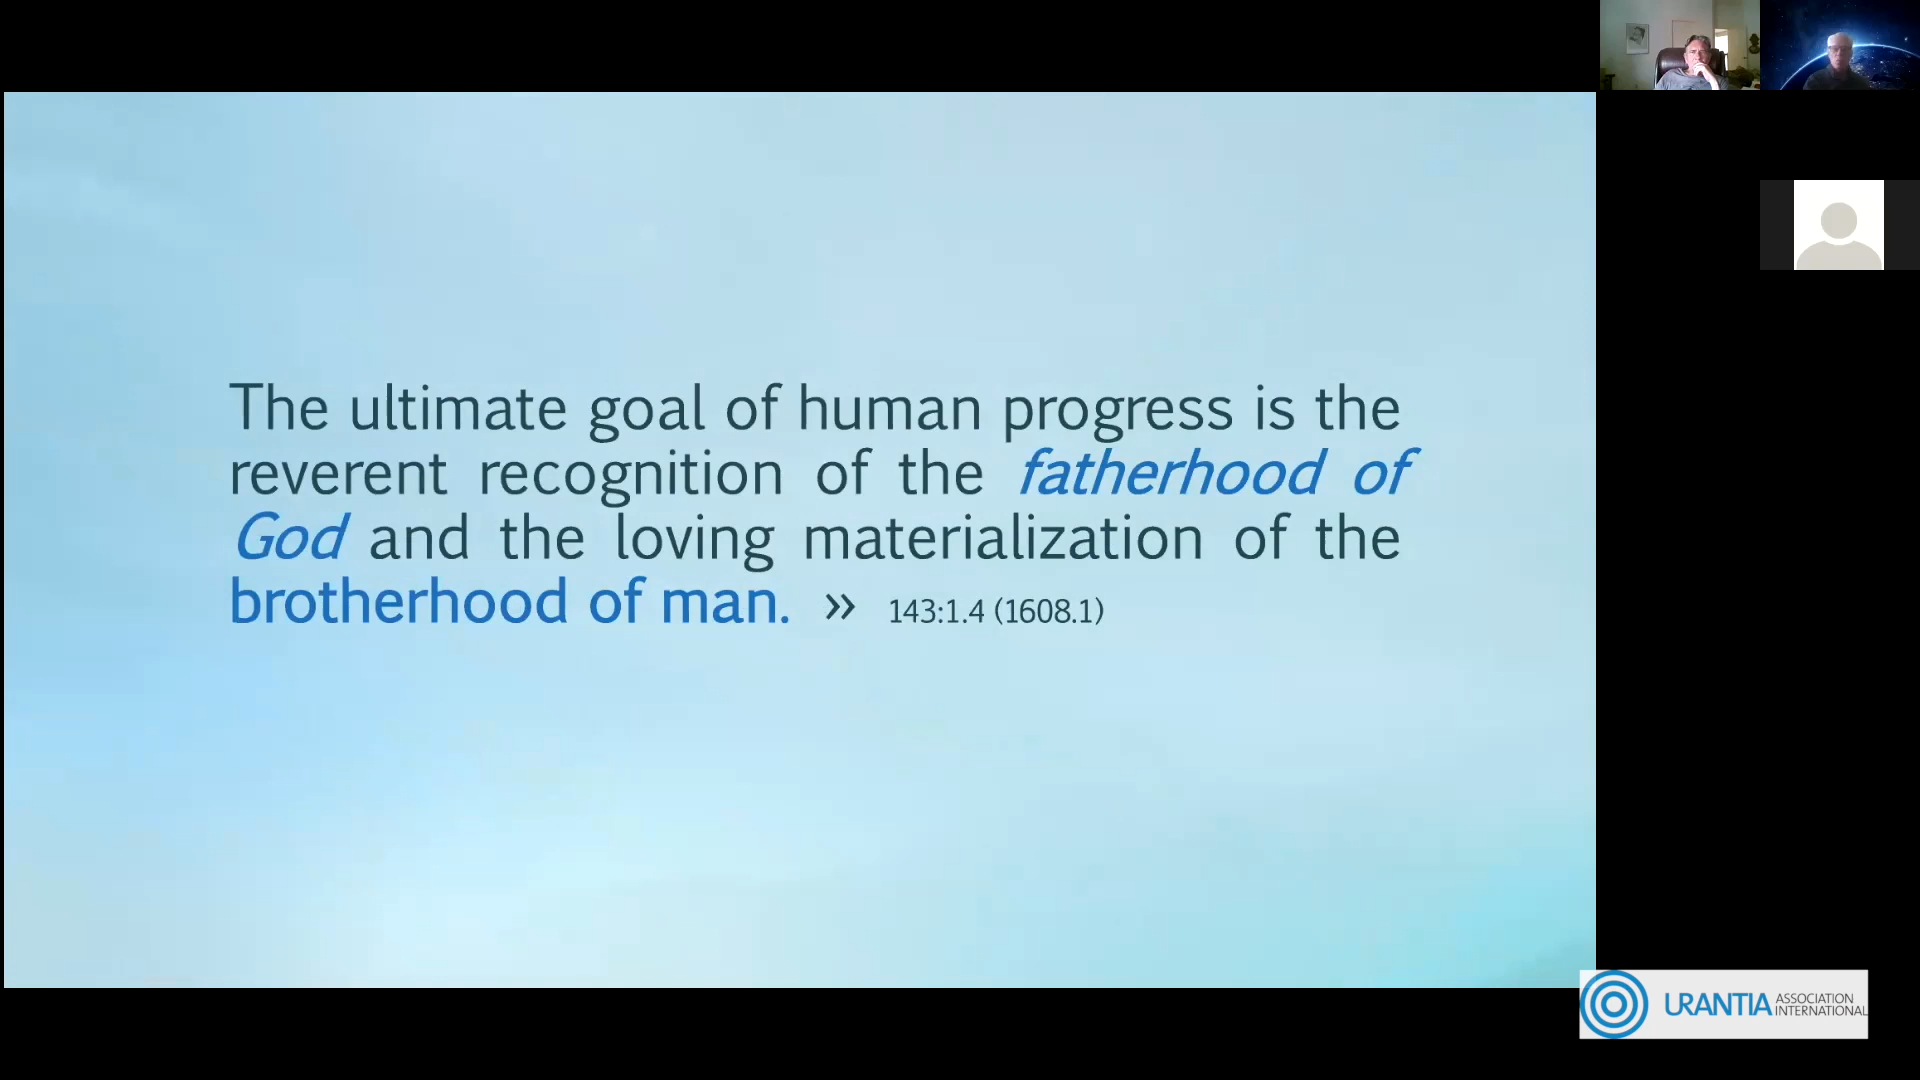 The ultimate goal of human progress is the
reverent recognition of the fatherhood of
God and the loving materialization of the
brotherhood of man. » 143:1.4 (1608.1)
URANTIA ASSOCIATION
INTERNATIONAL